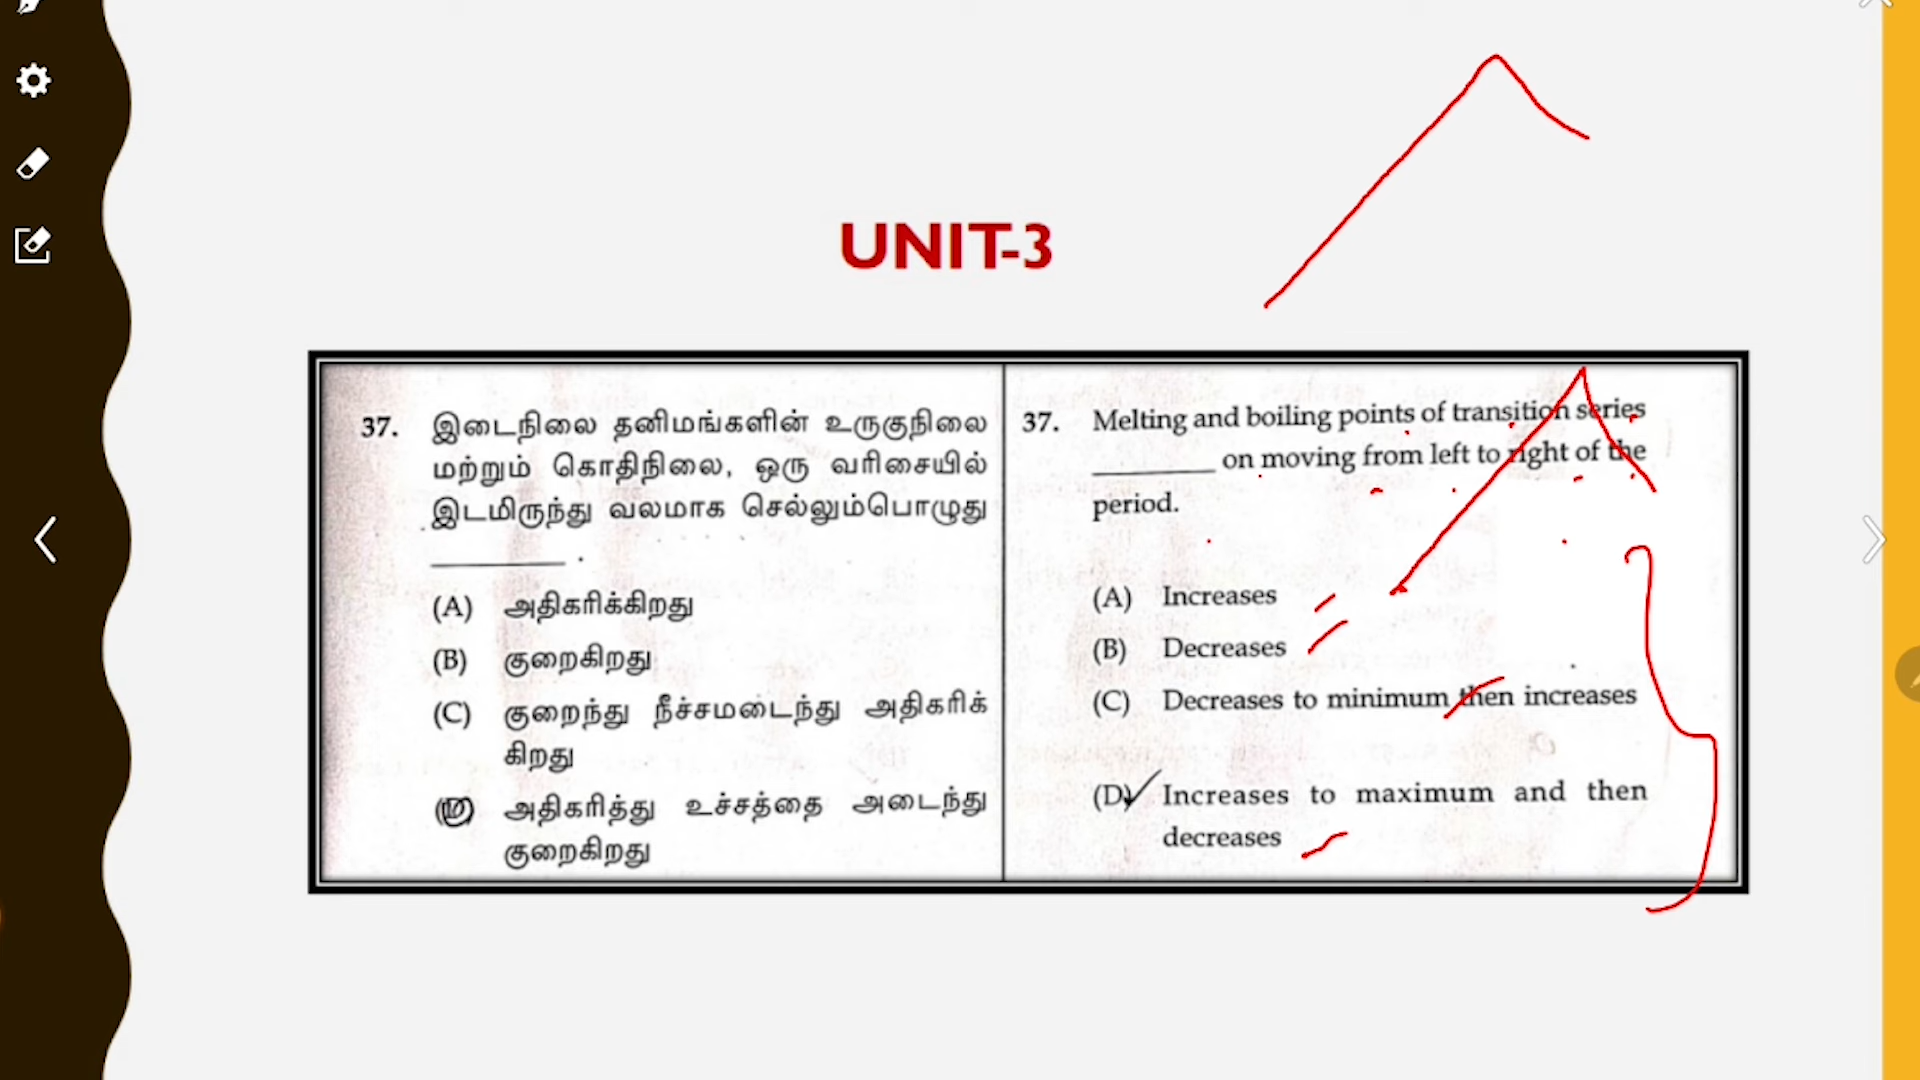 UNIT-3
37. இடைநிலை தனிமங்களின் உருகுநிலை
மற்றும் கொதிநிலை, ஒரு வரிசையில்
இடமிருந்து வலமாக செல்லும்பொழுது
________ .
(A) அதிகரிக்கிறது
(B) குறைகிறது
(C) குறைந்து நீச்சமடைந்து அதிகரிக்
கிறது
(D) அதிகரித்து உச்சத்தை அடைந்து
குறைகிறது
37. Melting and boiling points of transition series
________ on moving from left to right of the
period.
(A) Increases
(B) Decreases
(C) Decreases to minimum then increases
(D) Increases to maximum and then
decreases